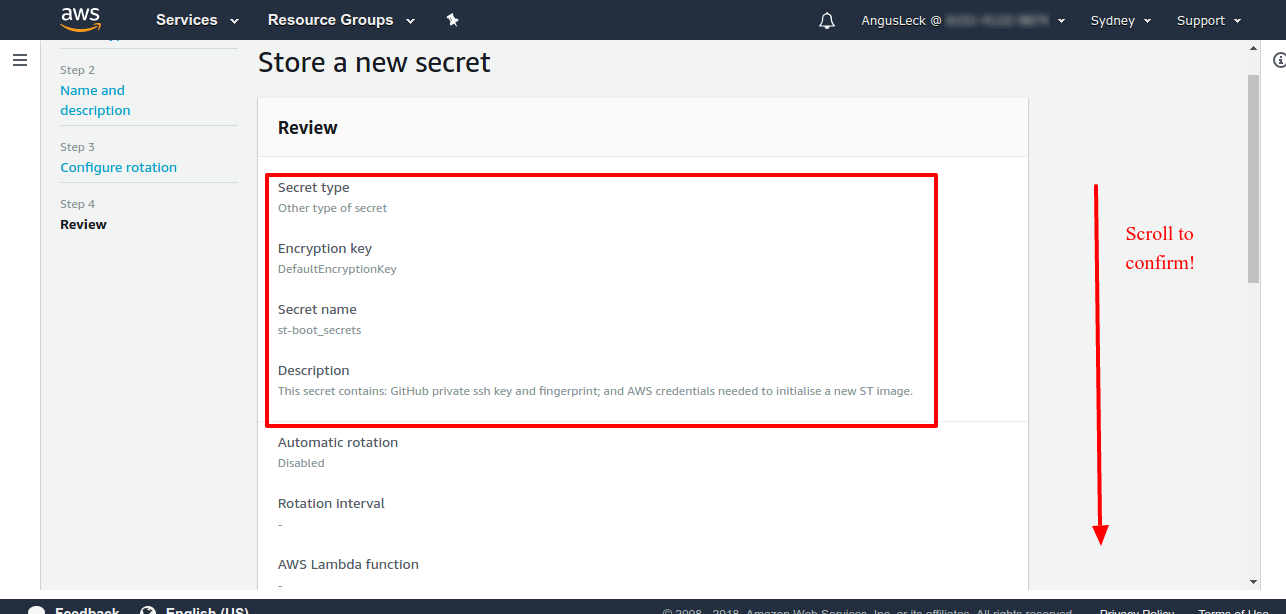 aws Services Resource Groups AngusLeck @ Sydney Support
Step 2
Name and
description
Step 3
Configure rotation
Step 4
Review
Store a new secret
Review
Secret type
Other type of secret
Encryption key
DefaultEncryptionKey
Secret name
st-boot_secrets
Description
This secret contains: GitHub private ssh key and fingerprint; and AWS credentials needed to initialise a new ST image.
Automatic rotation
Disabled
Rotation interval
-
AWS Lambda function
-
Scroll to
confirm!
Feedback English (US) © 2008 - 2018, Amazon Web Services, Inc. or its affiliates. All rights reserved. Privacy Policy Terms of Use